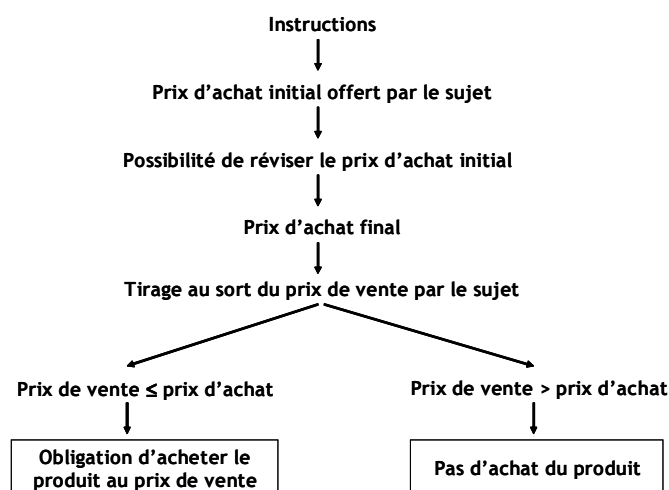 Instructions
Prix d’achat initial offert par le sujet
Possibilité de réviser le prix d’achat initial
Prix d’achat final
Tirage au sort du prix de vente par le sujet
Prix de vente ≤ prix d’achat
Prix de vente > prix d’achat
Obligation d’acheter le
produit au prix de vente
Pas d’achat du produit